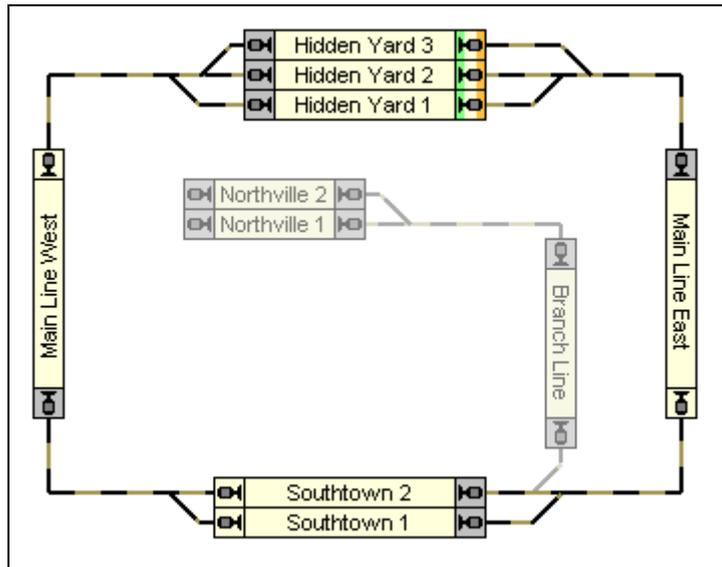 Hidden Yard 3
Hidden Yard 2
Hidden Yard 1
Main Line West
Northville 2
Northville 1
Branch Line
Main Line East
Southtown 2
Southtown 1